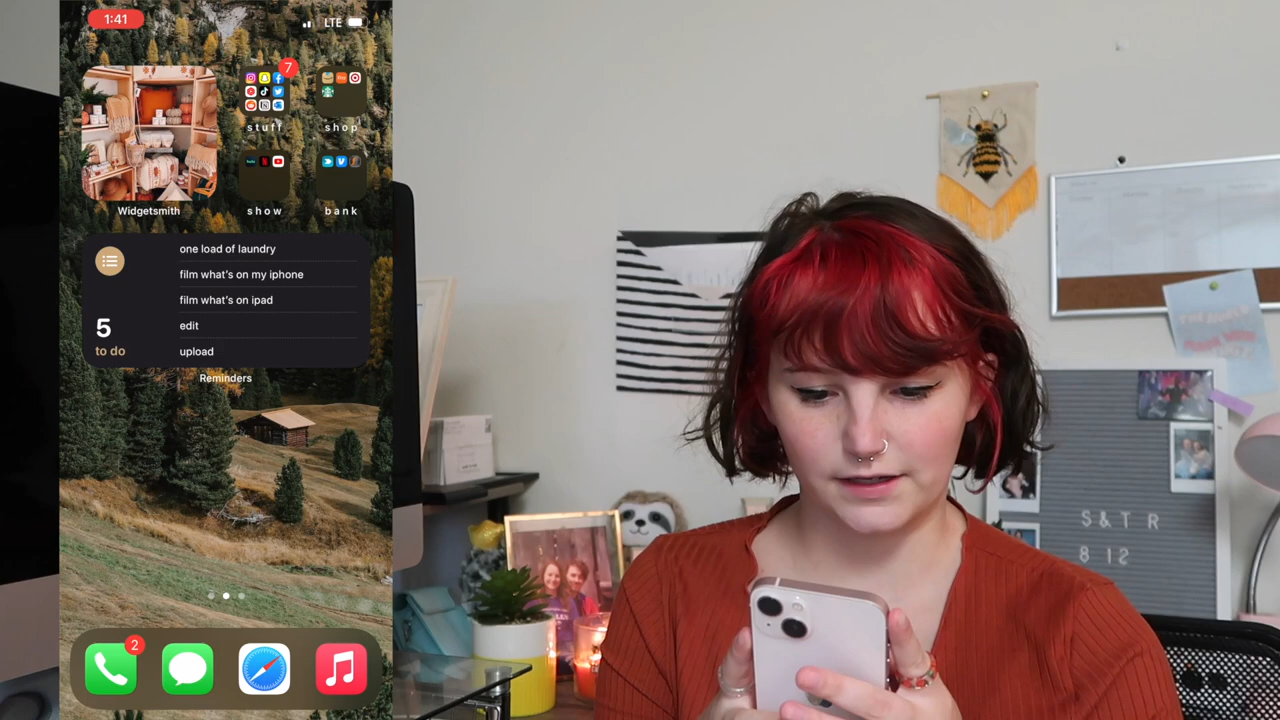 1:41
LTE
7
stuff
shop
Widgetsmith
show
bank
one load of laundry
film what's on my iphone
film what's on ipad
edit
upload
5
to do
Reminders
2
S&T R
8 12